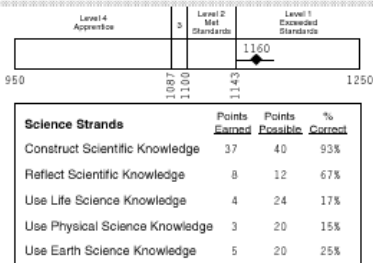 Level 4 Apprentice
3
Level 2 Met Standards
Level 1 Exceeded Standards
1160
950
1087
1100
1143
1250
Science Strands Points Earned Points Possible % Correct
Construct Scientific Knowledge 37 40 93%
Reflect Scientific Knowledge 8 12 67%
Use Life Science Knowledge 4 24 17%
Use Physical Science Knowledge 3 20 15%
Use Earth Science Knowledge 5 20 25%